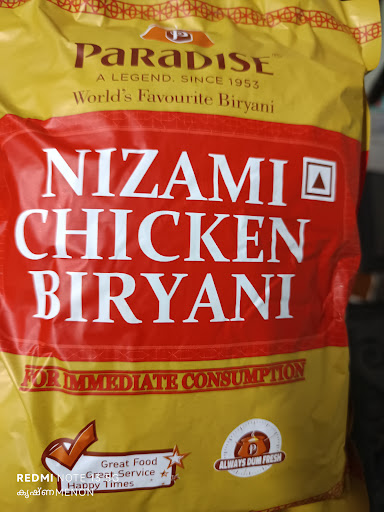 P
PARADISE
A LEGEND. SINCE 1953
World's Favourite Biryani
NIZAMI
CHICKEN
BIRYANI
FOR IMMEDIATE CONSUMPTION
Great Food
Great Service
Happy Times
ALWAYS DUM FRESH
REDMI NOTE
കൃഷ്ണ MENON